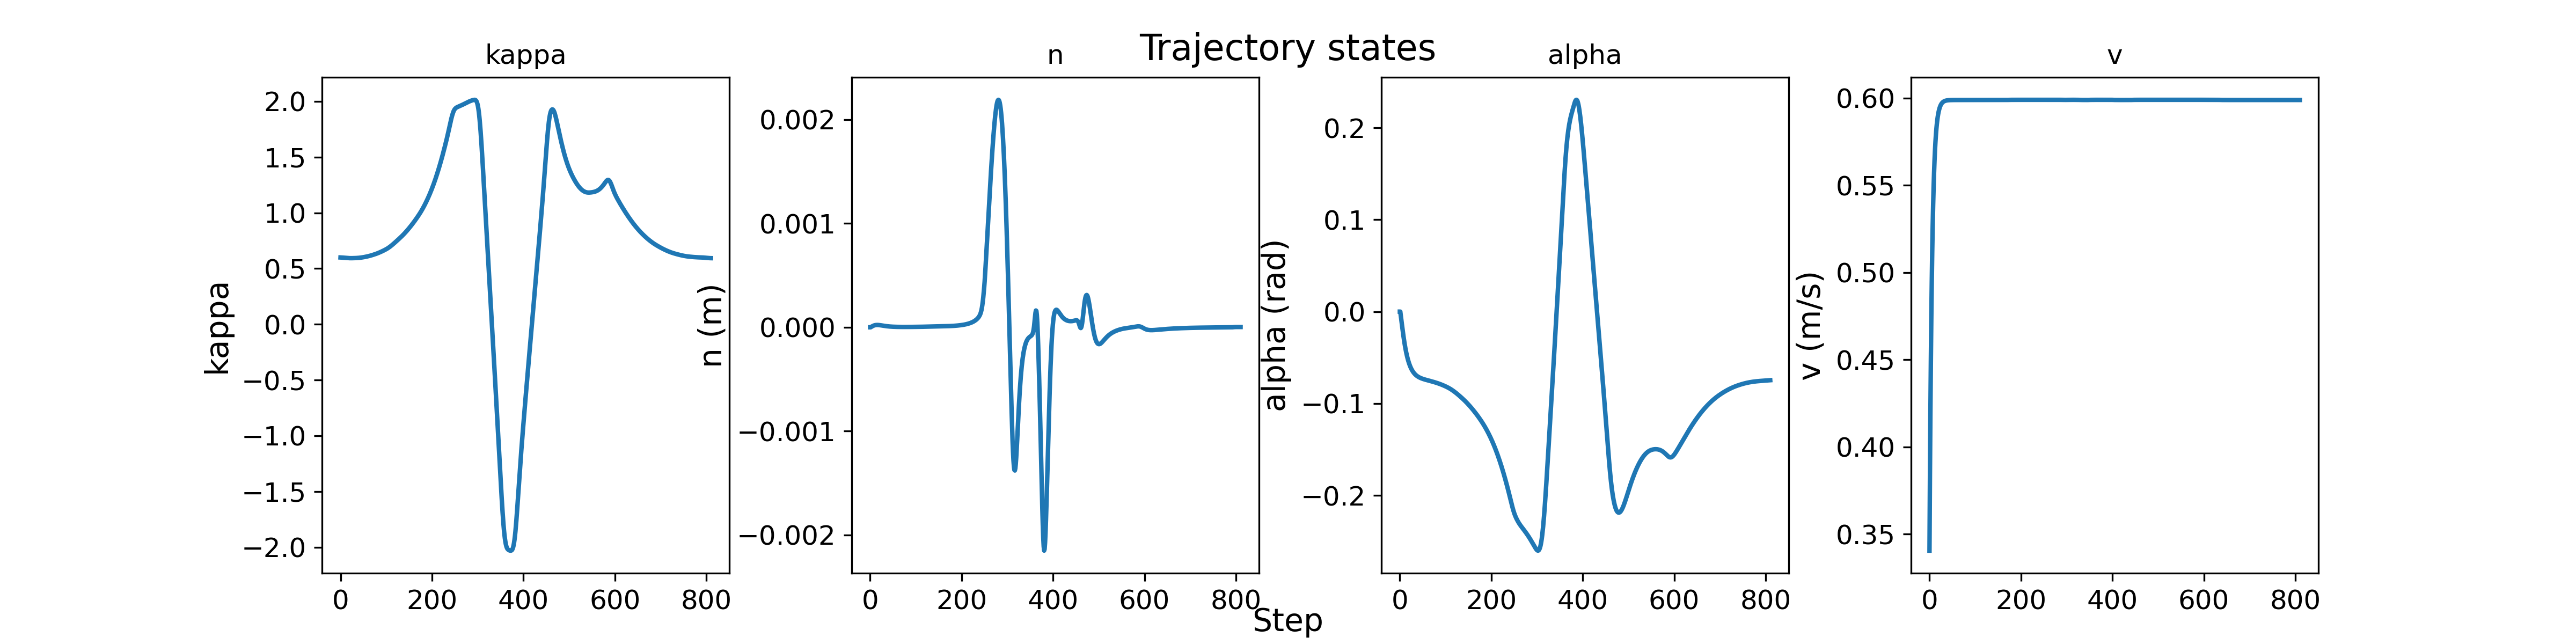 Trajectory states
kappa
kappa
2.0
1.5
1.0
0.5
0.0
−0.5
−1.0
−1.5
−2.0
0 200 400 600 800
n
n (m)
0.002
0.001
0.000
−0.001
−0.002
0 200 400 600 800
alpha
alpha (rad)
0.2
0.1
0.0
−0.1
−0.2
0 200 400 600 800
v
v (m/s)
0.60
0.55
0.50
0.45
0.40
0.35
0 200 400 600 800
Step